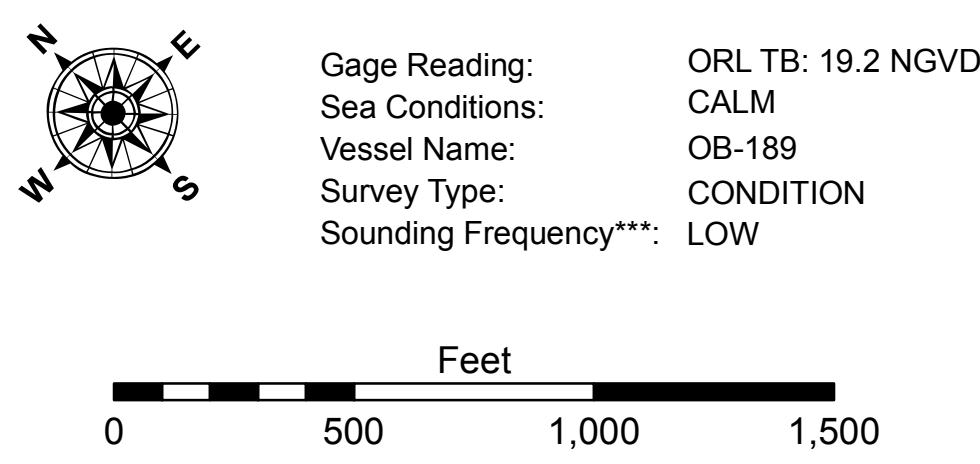 N E
W S
Gage Reading: ORL TB: 19.2 NGVD
Sea Conditions: CALM
Vessel Name: OB-189
Survey Type: CONDITION
Sounding Frequency***: LOW
Feet
0 500 1,000 1,500